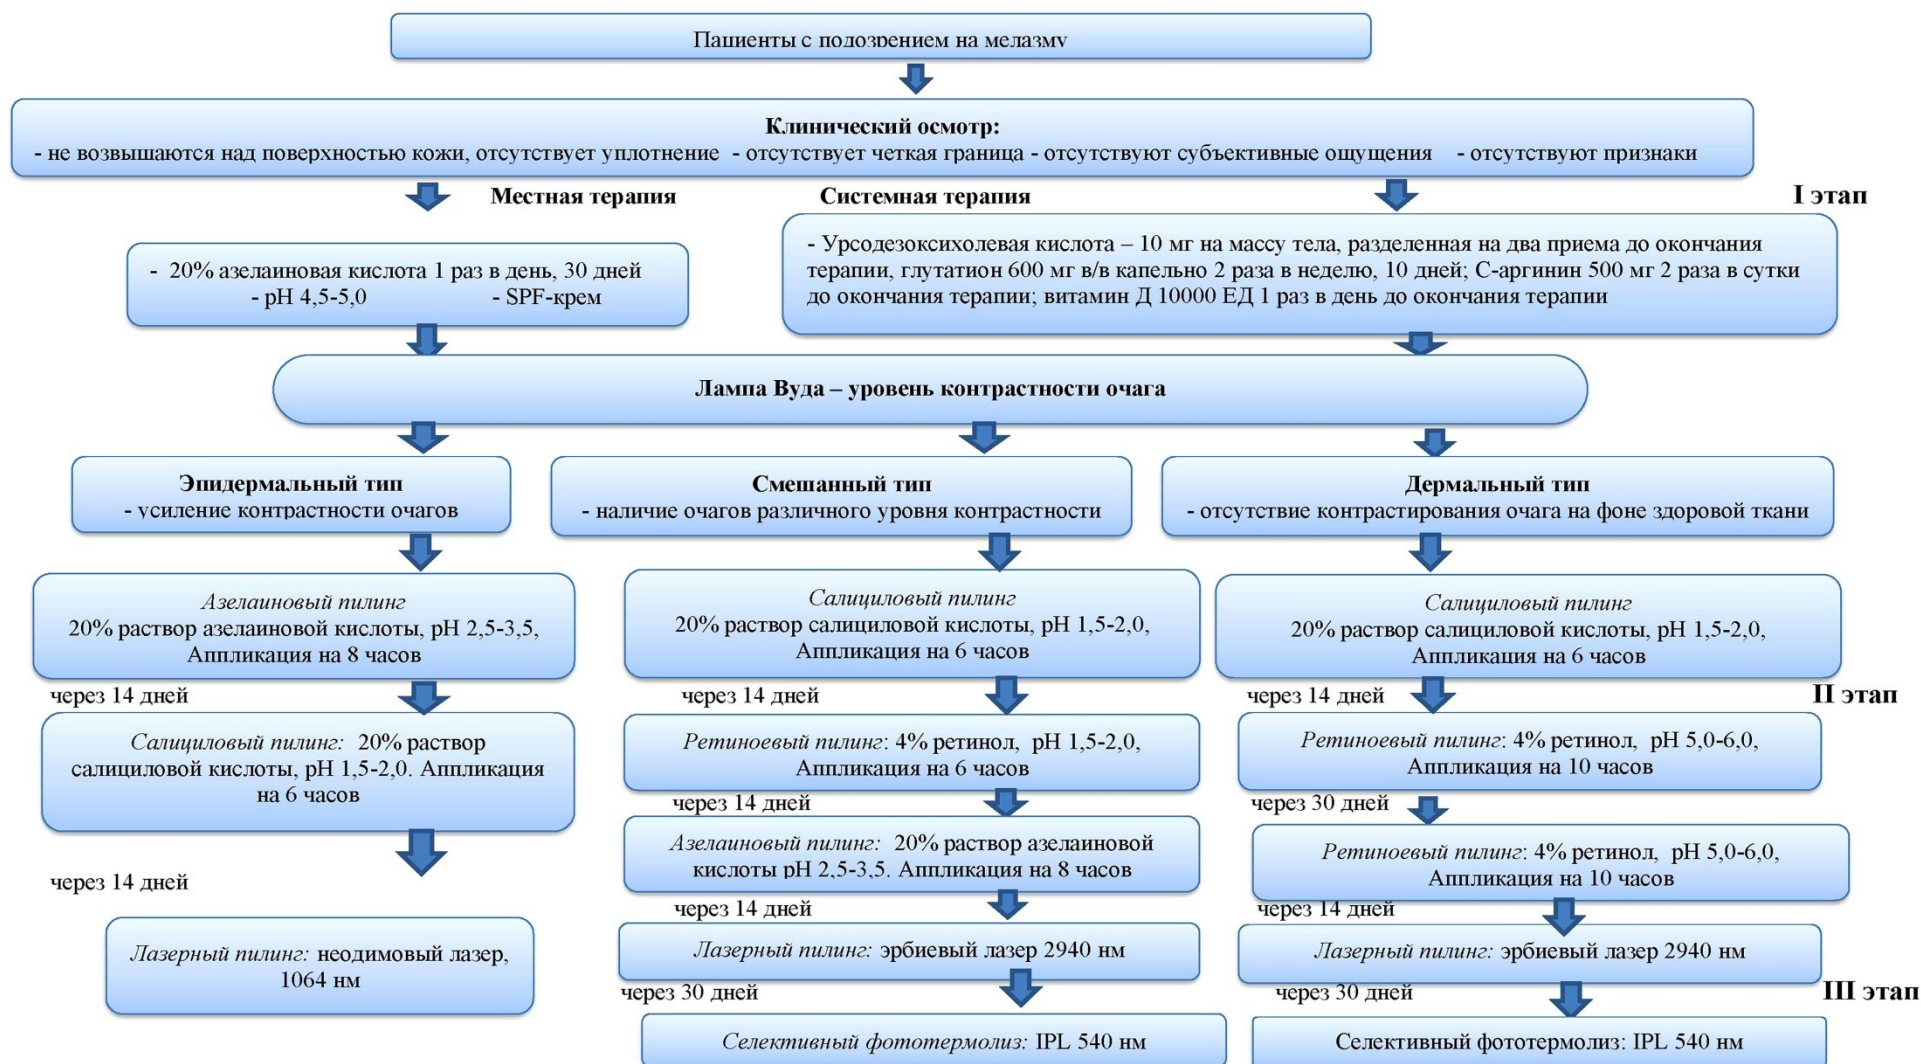 Пациенты с подозрением на мелазму
Клинический осмотр:
- не возвышаются над поверхностью кожи, отсутствует уплотнение - отсутствует четкая граница - отсутствуют субъективные ощущения - отсутствуют признаки
Местная терапия
Системная терапия
I этап
- 20% азелаиновая кислота 1 раз в день, 30 дней
- pH 4,5-5,0 - SPF-крем
- Урсодезоксихолевая кислота – 10 мг на массу тела, разделенная на два приема до окончания
терапии, глутатион 600 мг в/в капельно 2 раза в неделю, 10 дней; С-аргинин 500 мг 2 раза в сутки
до окончания терапии; витамин Д 10000 ЕД 1 раз в день до окончания терапии
Лампа Вуда – уровень контрастности очага
Эпидермальный тип
- усиление контрастности очагов
Смешанный тип
- наличие очагов различного уровня контрастности
Дермальный тип
- отсутствие контрастирования очага на фоне здоровой ткани
Азелаиновый пилинг
20% раствор азелаиновой кислоты, pH 2,5-3,5,
Аппликация на 8 часов
Салициловый пилинг
20% раствор салициловой кислоты, pH 1,5-2,0,
Аппликация на 6 часов
Салициловый пилинг
20% раствор салициловой кислоты, pH 1,5-2,0,
Аппликация на 6 часов
через 14 дней
через 14 дней
через 14 дней
II этап
Салициловый пилинг: 20% раствор
салициловой кислоты, pH 1,5-2,0. Аппликация
на 6 часов
Ретиноевый пилинг: 4% ретинол, pH 1,5-2,0,
Аппликация на 6 часов
Ретиноевый пилинг: 4% ретинол, pH 5,0-6,0,
Аппликация на 10 часов
через 14 дней
через 30 дней
Азелаиновый пилинг: 20% раствор азелаиновой
кислоты pH 2,5-3,5. Аппликация на 8 часов
Ретиноевый пилинг: 4% ретинол, pH 5,0-6,0,
Аппликация на 10 часов
через 14 дней
через 14 дней
через 14 дней
Лазерный пилинг: неодимовый лазер,
1064 нм
Лазерный пилинг: эрбиевый лазер 2940 нм
Лазерный пилинг: эрбиевый лазер 2940 нм
через 30 дней
через 30 дней
III этап
Селективный фототермолиз: IPL 540 нм
Селективный фототермолиз: IPL 540 нм